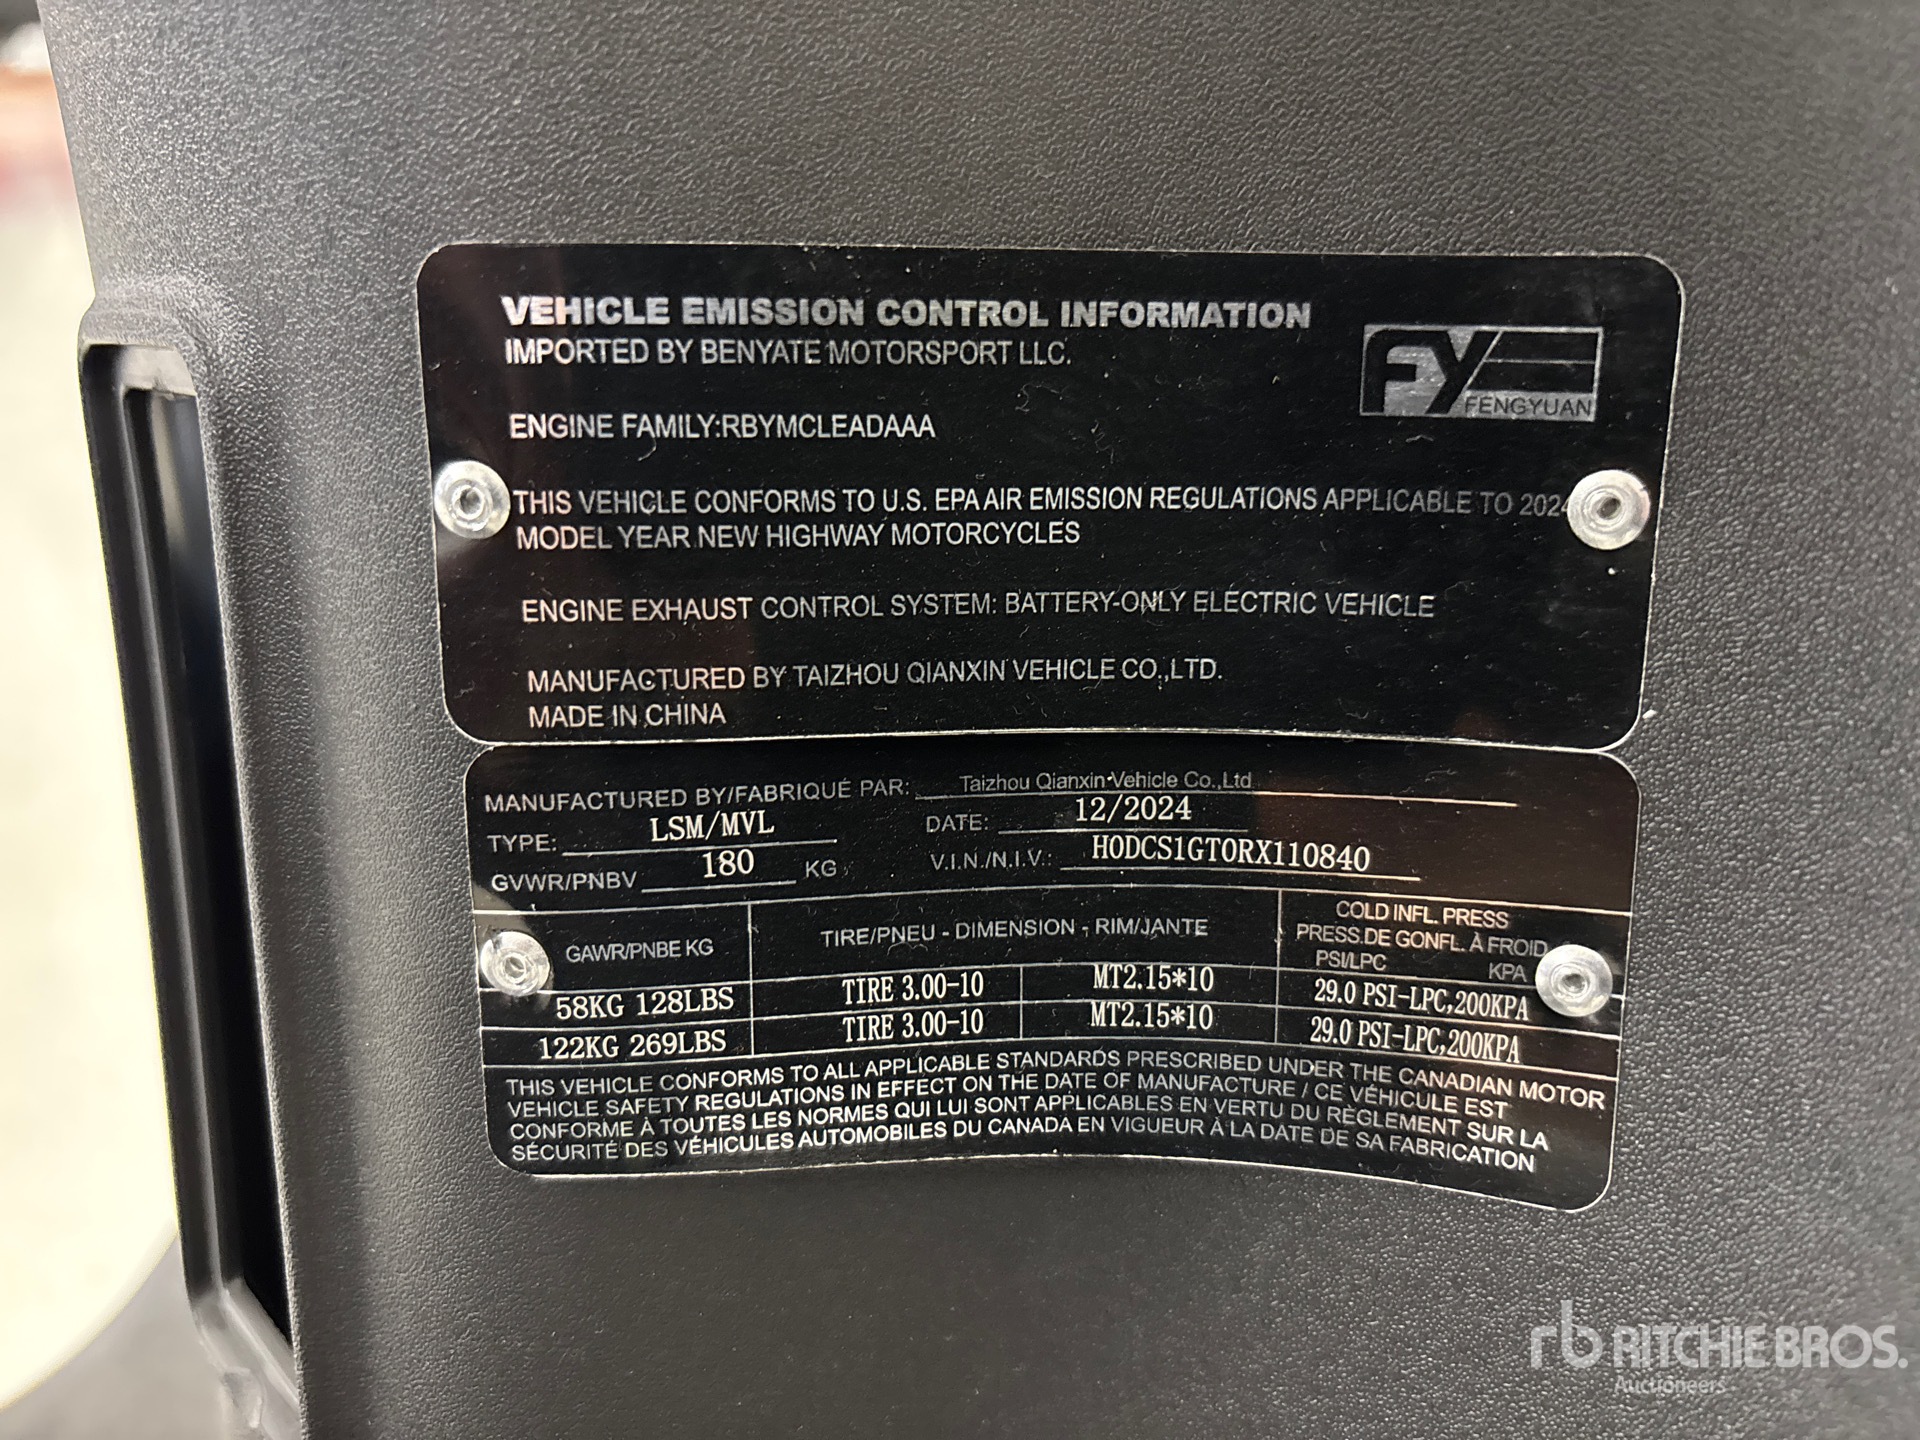 VEHICLE EMISSION CONTROL INFORMATION
IMPORTED BY BENYATE MOTORSPORT LLC.
FY
FENGYUAN
ENGINE FAMILY:RBYMCLEADAAA
THIS VEHICLE CONFORMS TO U.S. EPA AIR EMISSION REGULATIONS APPLICABLE TO 2024
MODEL YEAR NEW HIGHWAY MOTORCYCLES
ENGINE EXHAUST CONTROL SYSTEM: BATTERY-ONLY ELECTRIC VEHICLE
MANUFACTURED BY TAIZHOU QIANXIN VEHICLE CO.,LTD.
MADE IN CHINA
MANUFACTURED BY/FABRIQUÉ PAR: Taizhou Qianxin Vehicle Co.,Ltd
TYPE: LSM/MVL DATE: 12/2024
GVWR/PNBV 180 KG V.I.N./N.I.V.: H0DCS1GT0RX110840
GAWR/PNBE KG TIRE/PNEU - DIMENSION - RIM/JANTE COLD INFL. PRESS
PRESS.DE GONFL. À FROID
PSI/LPC KPA
58KG 128LBS TIRE 3.00-10 MT2.15*10 29.0 PSI-LPC,200KPA
122KG 269LBS TIRE 3.00-10 MT2.15*10 29.0 PSI-LPC,200KPA
THIS VEHICLE CONFORMS TO ALL APPLICABLE STANDARDS PRESCRIBED UNDER THE CANADIAN MOTOR
VEHICLE SAFETY REGULATIONS IN EFFECT ON THE DATE OF MANUFACTURE / CE VÉHICULE EST
CONFORME À TOUTES LES NORMES QUI LUI SONT APPLICABLES EN VERTU DU RÈGLEMENT SUR LA
SÉCURITÉ DES VÉHICULES AUTOMOBILES DU CANADA EN VIGUEUR À LA DATE DE SA FABRICATION
rb RITCHIE BROS.
Auctioneers